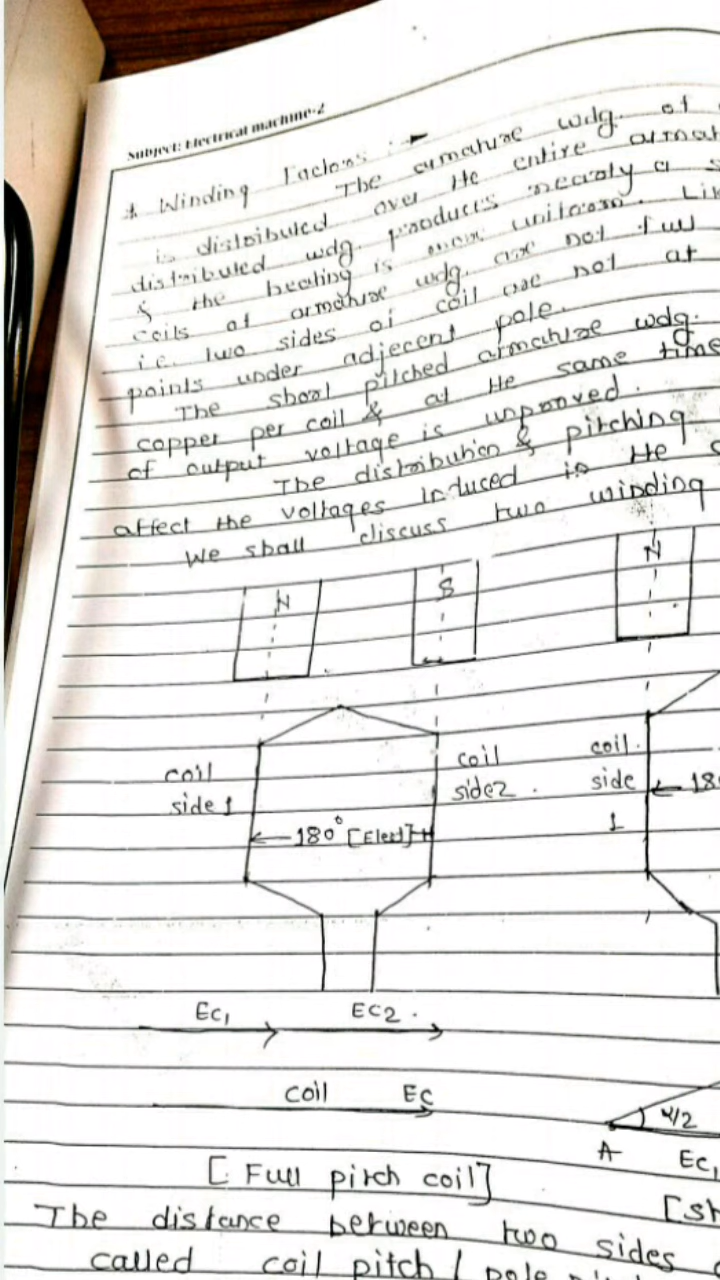 Subject: Electrical machine-2
* Winding Factors :-
The armature wdg. of
is distributed over the entire armat
distributed wdg. produces nearly a s
& the heating is more uniform. Lik
coils of armature wdg. are not full
i.e. two sides of coil are not at
points under adjecent pole.
The short pitched armature wdg.
copper per coil & at the same time
of output voltage is improved.
The distribution & pitching
affect the voltages induced in the c
We shall discuss two winding
N S N
coil side 1
coil side2.
coil. side 1
180° [Elect]
18
Ec1 Ec2.
coil Ec
α/2
A Ec1
[Full pitch coil]
[sh
The distance between two sides
called coil pitch / pole